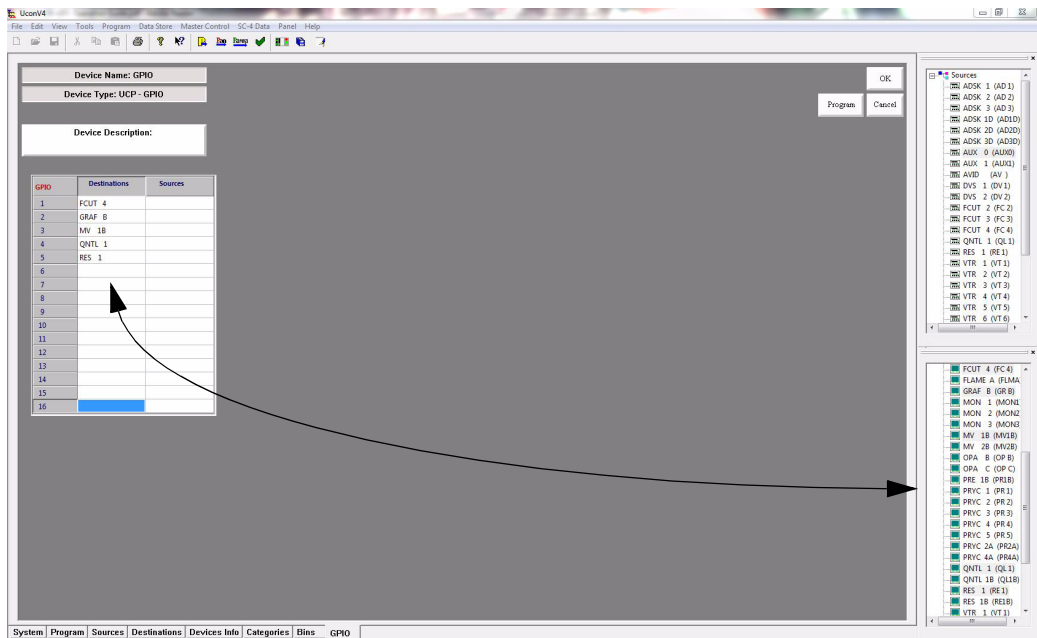 UconV4
File Edit View Tools Program Data Store Master Control SC-4 Data Panel Help
Device Name: GPIO
Device Type: UCP - GPIO
Device Description:
OK
Program Cancel
GPIO Destinations Sources
1 FCUT 4
2 GRAF B
3 MV 1B
4 QNTL 1
5 RES 1
6
7
8
9
10
11
12
13
14
15
16
Sources
ADSK 1 (AD 1)
ADSK 2 (AD 2)
ADSK 3 (AD 3)
ADSK 1D (AD1D)
ADSK 2D (AD2D)
ADSK 3D (AD3D)
AUX 0 (AUX0)
AUX 1 (AUX1)
AVID (AV )
DVS 1 (DV 1)
DVS 2 (DV 2)
FCUT 2 (FC 2)
FCUT 3 (FC 3)
FCUT 4 (FC 4)
QNTL 1 (QL 1)
RES 1 (RE 1)
VTR 1 (VT 1)
VTR 2 (VT 2)
VTR 3 (VT 3)
VTR 4 (VT 4)
VTR 5 (VT 5)
VTR 6 (VT 6)
FCUT 4 (FC 4)
FLAME A (FLMA
GRAF B (GR B)
MON 1 (MON1
MON 2 (MON2
MON 3 (MON3
MV 1B (MV1B)
MV 2B (MV2B)
OPA B (OP B)
OPA C (OP C)
PRE 1B (PR1B)
PRYC 1 (PR 1)
PRYC 2 (PR 2)
PRYC 3 (PR 3)
PRYC 4 (PR 4)
PRYC 5 (PR 5)
PRYC 2A (PR2A)
PRYC 4A (PR4A)
QNTL 1 (QL 1)
QNTL 1B (QL1B)
RES 1 (RE 1)
RES 1B (RE1B)
VTR 1 (VT 1)
System Program Sources Destinations Devices Info Categories Bins GPIO